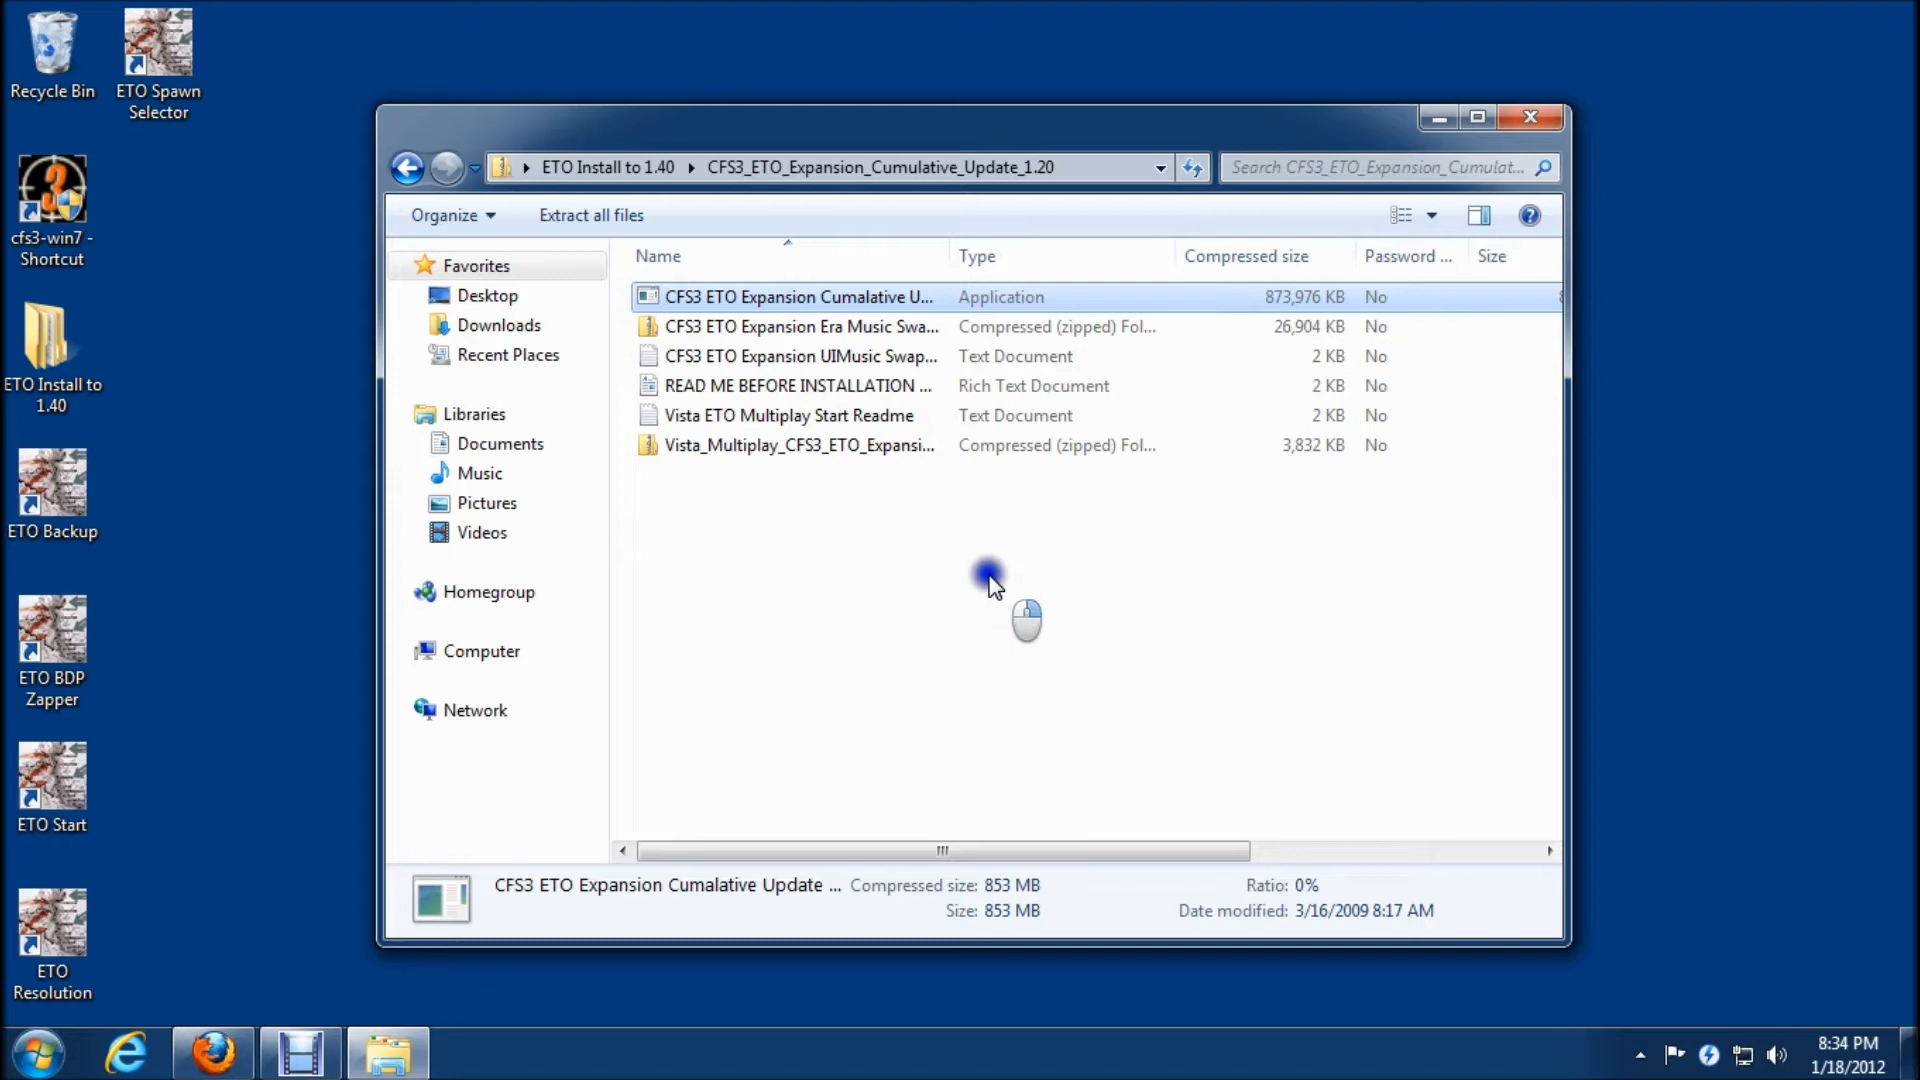 Recycle Bin
ETO Spawn
Selector
cfs3-win7 -
Shortcut
ETO Install to
1.40
ETO Backup
ETO BDP
Zapper
ETO Start
ETO
Resolution
ETO Install to 1.40
CFS3_ETO_Expansion_Cumulative_Update_1.20
Search CFS3_ETO_Expansion_Cumulat...
Organize
Extract all files
Favorites
Desktop
Downloads
Recent Places
Libraries
Documents
Music
Pictures
Videos
Homegroup
Computer
Network
Name Type Compressed size Password ... Size
CFS3 ETO Expansion Cumalative U... Application 873,976 KB No
CFS3 ETO Expansion Era Music Swa... Compressed (zipped) Fol... 26,904 KB No
CFS3 ETO Expansion UIMusic Swap... Text Document 2 KB No
READ ME BEFORE INSTALLATION ... Rich Text Document 2 KB No
Vista ETO Multiplay Start Readme Text Document 2 KB No
Vista_Multiplay_CFS3_ETO_Expansi... Compressed (zipped) Fol... 3,832 KB No
CFS3 ETO Expansion Cumalative Update ... Compressed size: 853 MB Ratio: 0%
Size: 853 MB Date modified: 3/16/2009 8:17 AM
8:34 PM
1/18/2012